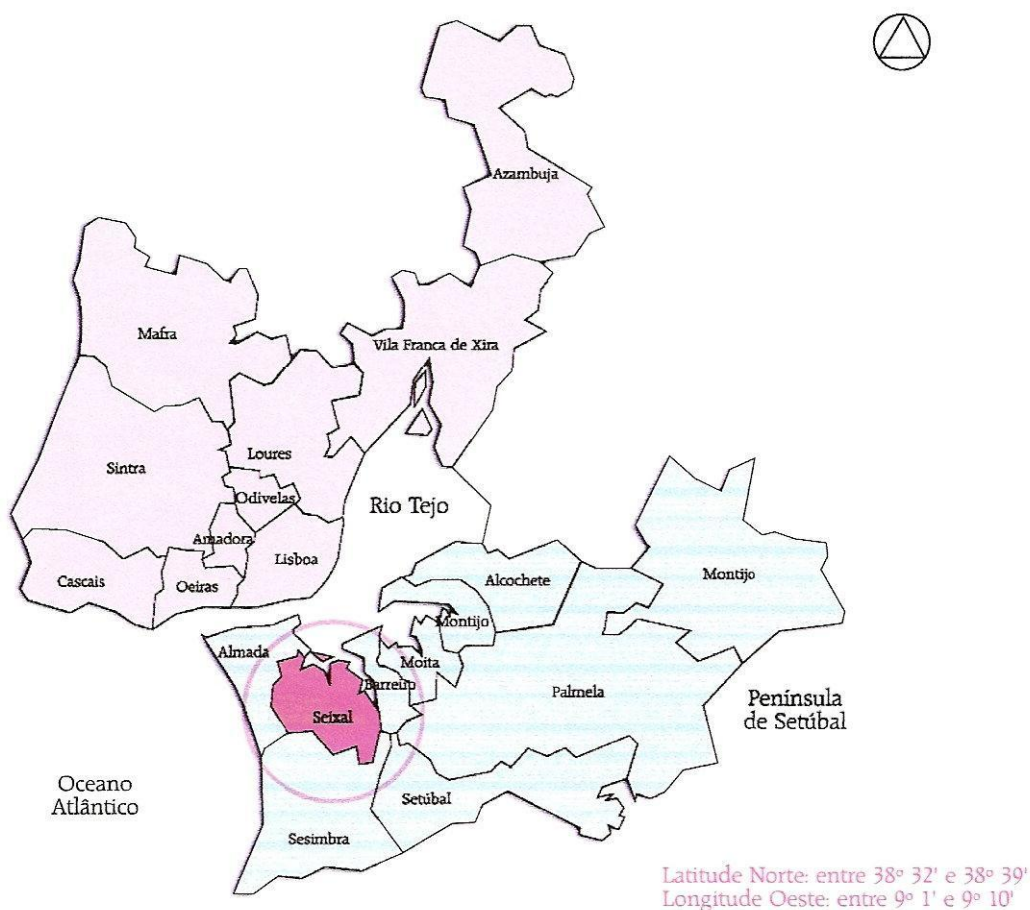 Azambuja
Mafra
Vila Franca de Xira
Sintra
Loures
Odivelas
Rio Tejo
Amadora
Lisboa
Cascais
Oeiras
Alcochete
Montijo
Montijo
Almada
Moita
Barreiro
Palmela
Seixal
Península
de Setúbal
Oceano
Atlântico
Setúbal
Sesimbra
Latitude Norte: entre 38º 32' e 38º 39'
Longitude Oeste: entre 9º 1' e 9º 10'